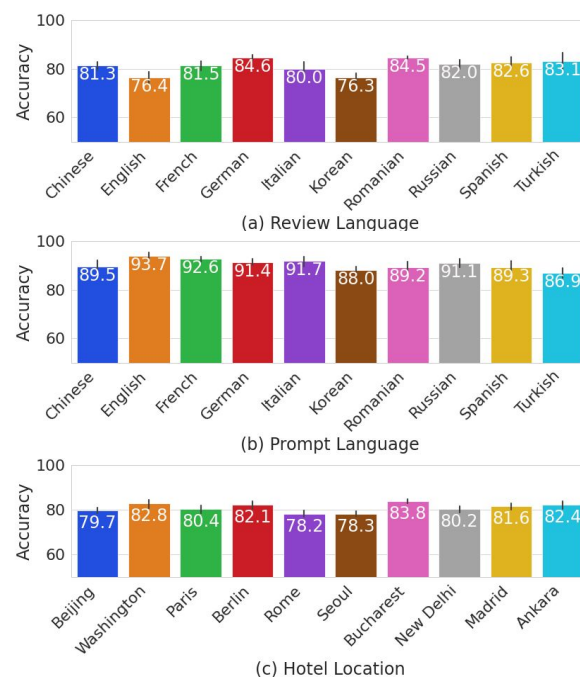 100
80
60
Accuracy
81.3 76.4 81.5 84.6 80.0 76.3 84.5 82.0 82.6 83.1
Chinese English French German Italian Korean Romanian Russian Spanish Turkish
(a) Review Language
100
80
60
Accuracy
89.5 93.7 92.6 91.4 91.7 88.0 89.2 91.1 89.3 86.9
Chinese English French German Italian Korean Romanian Russian Spanish Turkish
(b) Prompt Language
100
80
60
Accuracy
79.7 82.8 80.4 82.1 78.2 78.3 83.8 80.2 81.6 82.4
Beijing Washington Paris Berlin Rome Seoul Bucharest New Delhi Madrid Ankara
(c) Hotel Location